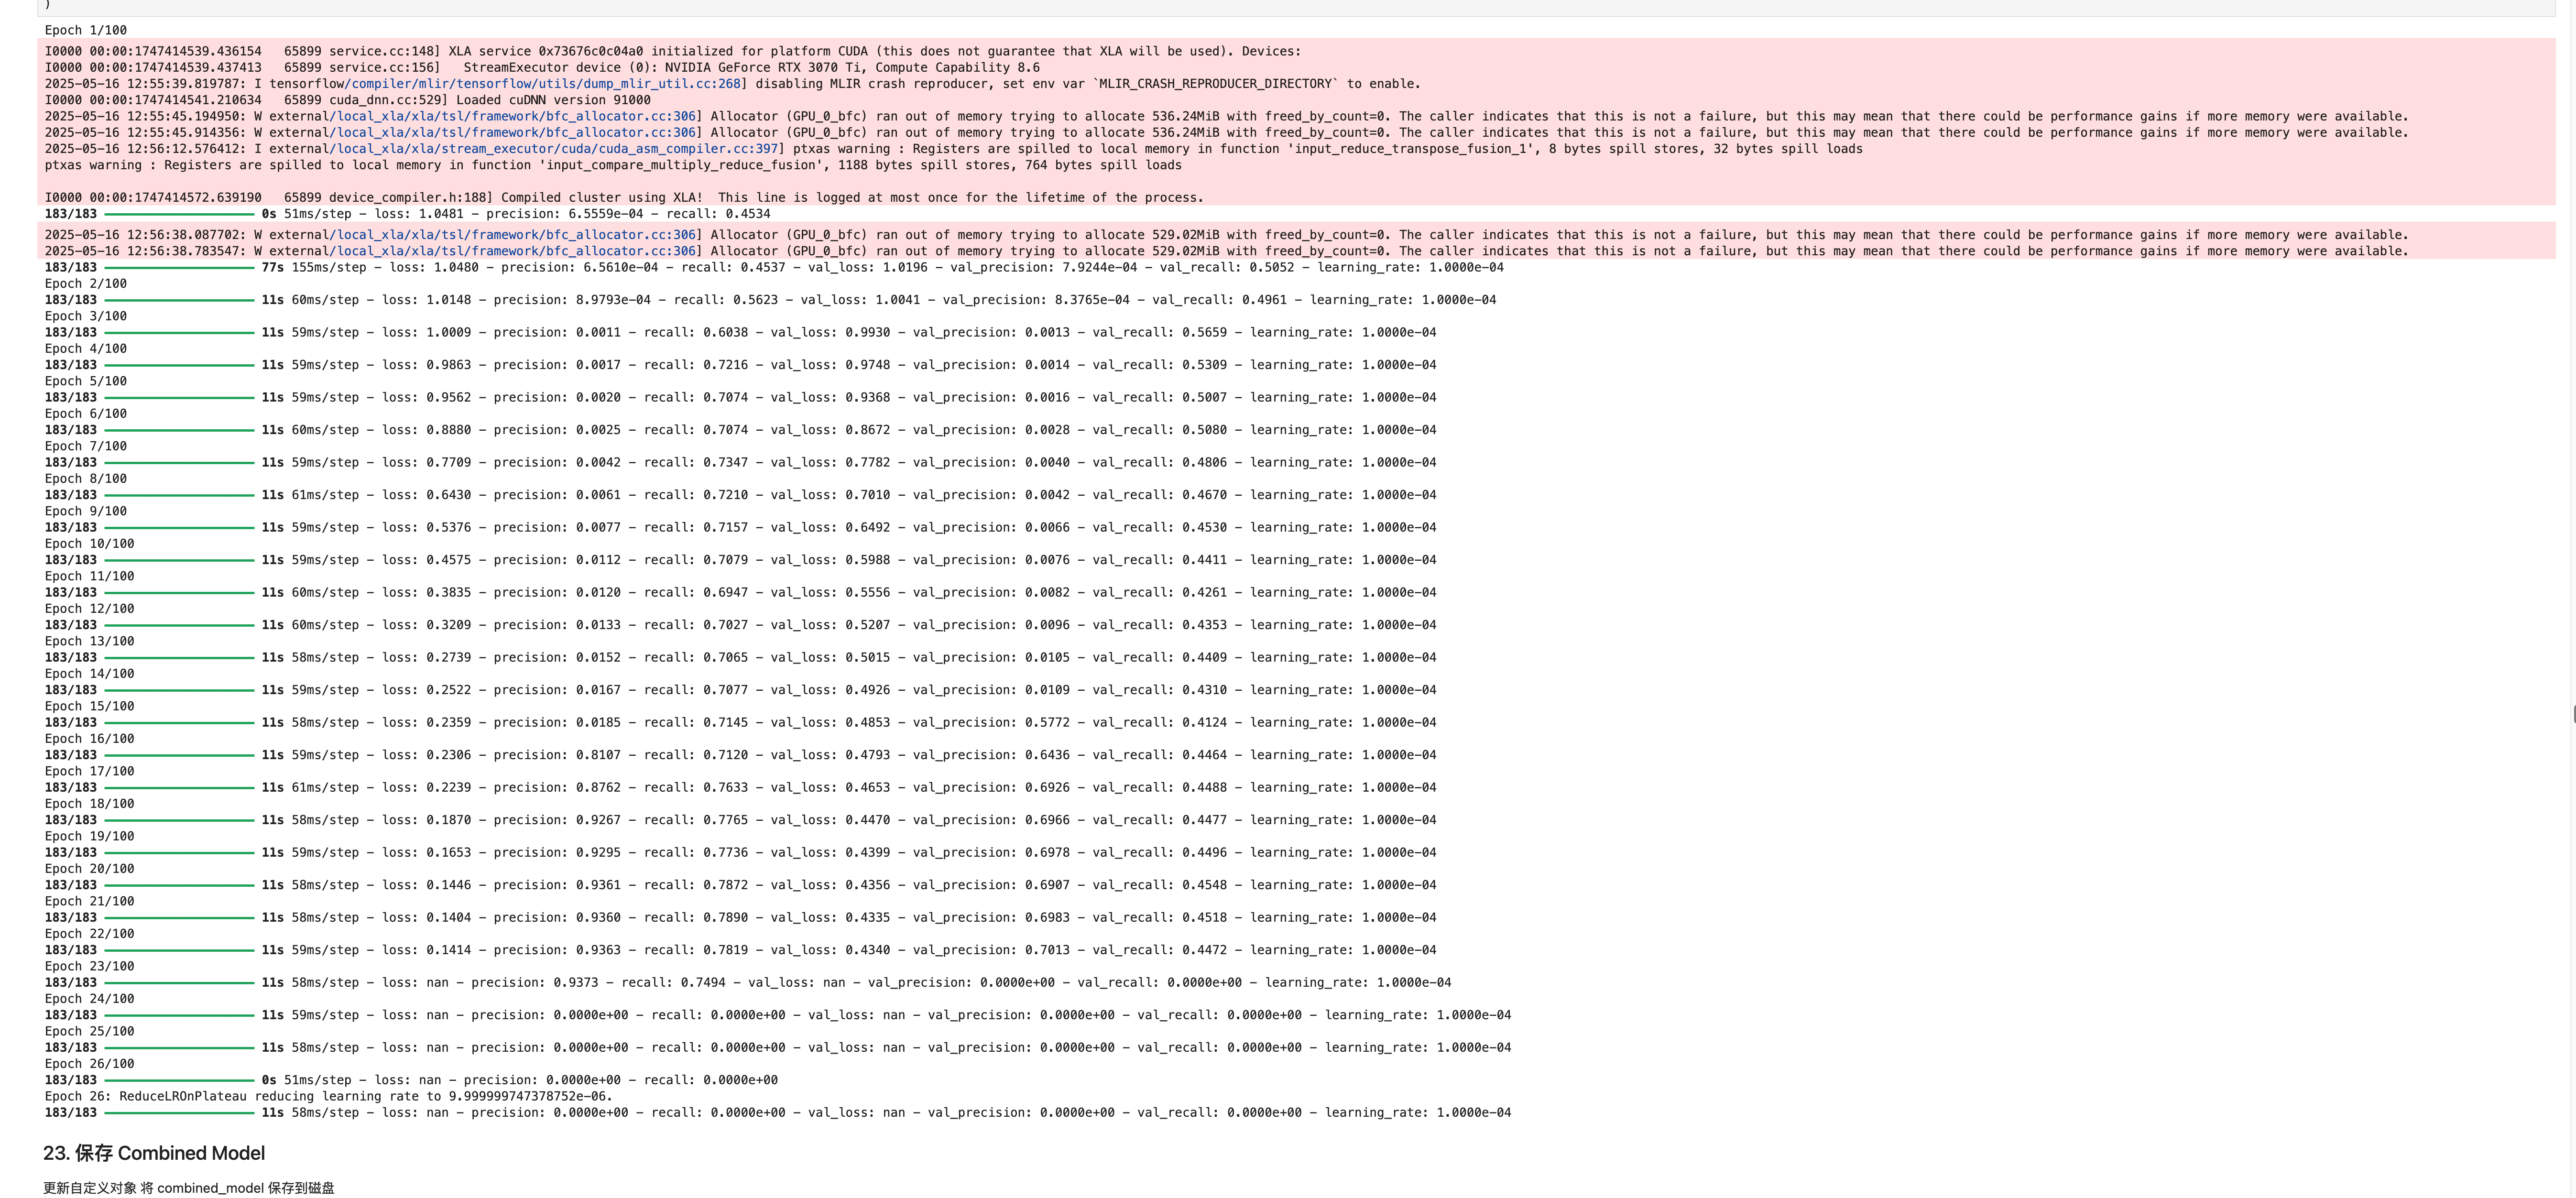 )
Epoch 1/100
I0000 00:00:1747414539.436154   65899 service.cc:148] XLA service 0x73676c0c04a0 initialized for platform CUDA (this does not guarantee that XLA will be used). Devices:
I0000 00:00:1747414539.437413   65899 service.cc:156]   StreamExecutor device (0): NVIDIA GeForce RTX 3070 Ti, Compute Capability 8.6
2025-05-16 12:55:39.819787: I tensorflow/compiler/mlir/tensorflow/utils/dump_mlir_util.cc:268] disabling MLIR crash reproducer, set env var `MLIR_CRASH_REPRODUCER_DIRECTORY` to enable.
I0000 00:00:1747414541.210634   65899 cuda_dnn.cc:529] Loaded cuDNN version 91000
2025-05-16 12:55:45.194950: W external/local_xla/xla/tsl/framework/bfc_allocator.cc:306] Allocator (GPU_0_bfc) ran out of memory trying to allocate 536.24MiB with freed_by_count=0. The caller indicates that this is not a failure, but this may mean that there could be performance gains if more memory were available.
2025-05-16 12:55:45.914356: W external/local_xla/xla/tsl/framework/bfc_allocator.cc:306] Allocator (GPU_0_bfc) ran out of memory trying to allocate 536.24MiB with freed_by_count=0. The caller indicates that this is not a failure, but this may mean that there could be performance gains if more memory were available.
2025-05-16 12:56:12.576412: I external/local_xla/xla/stream_executor/cuda/cuda_asm_compiler.cc:397] ptxas warning : Registers are spilled to local memory in function 'input_reduce_transpose_fusion_1', 8 bytes spill stores, 32 bytes spill loads
ptxas warning : Registers are spilled to local memory in function 'input_compare_multiply_reduce_fusion', 1188 bytes spill stores, 764 bytes spill loads
I0000 00:00:1747414572.639190   65899 device_compiler.h:188] Compiled cluster using XLA!  This line is logged at most once for the lifetime of the process.
183/183 ━━━━━━━━━━━━━━━━━━━━ 0s 51ms/step - loss: 1.0481 - precision: 6.5559e-04 - recall: 0.4534
2025-05-16 12:56:38.087702: W external/local_xla/xla/tsl/framework/bfc_allocator.cc:306] Allocator (GPU_0_bfc) ran out of memory trying to allocate 529.02MiB with freed_by_count=0. The caller indicates that this is not a failure, but this may mean that there could be performance gains if more memory were available.
2025-05-16 12:56:38.783547: W external/local_xla/xla/tsl/framework/bfc_allocator.cc:306] Allocator (GPU_0_bfc) ran out of memory trying to allocate 529.02MiB with freed_by_count=0. The caller indicates that this is not a failure, but this may mean that there could be performance gains if more memory were available.
183/183 ━━━━━━━━━━━━━━━━━━━━ 77s 155ms/step - loss: 1.0480 - precision: 6.5610e-04 - recall: 0.4537 - val_loss: 1.0196 - val_precision: 7.9244e-04 - val_recall: 0.5052 - learning_rate: 1.0000e-04
Epoch 2/100
183/183 ━━━━━━━━━━━━━━━━━━━━ 11s 60ms/step - loss: 1.0148 - precision: 8.9793e-04 - recall: 0.5623 - val_loss: 1.0041 - val_precision: 8.3765e-04 - val_recall: 0.4961 - learning_rate: 1.0000e-04
Epoch 3/100
183/183 ━━━━━━━━━━━━━━━━━━━━ 11s 59ms/step - loss: 1.0009 - precision: 0.0011 - recall: 0.6038 - val_loss: 0.9930 - val_precision: 0.0013 - val_recall: 0.5659 - learning_rate: 1.0000e-04
Epoch 4/100
183/183 ━━━━━━━━━━━━━━━━━━━━ 11s 59ms/step - loss: 0.9863 - precision: 0.0017 - recall: 0.7216 - val_loss: 0.9748 - val_precision: 0.0014 - val_recall: 0.5309 - learning_rate: 1.0000e-04
Epoch 5/100
183/183 ━━━━━━━━━━━━━━━━━━━━ 11s 59ms/step - loss: 0.9562 - precision: 0.0020 - recall: 0.7074 - val_loss: 0.9368 - val_precision: 0.0016 - val_recall: 0.5007 - learning_rate: 1.0000e-04
Epoch 6/100
183/183 ━━━━━━━━━━━━━━━━━━━━ 11s 60ms/step - loss: 0.8880 - precision: 0.0025 - recall: 0.7074 - val_loss: 0.8672 - val_precision: 0.0028 - val_recall: 0.5080 - learning_rate: 1.0000e-04
Epoch 7/100
183/183 ━━━━━━━━━━━━━━━━━━━━ 11s 59ms/step - loss: 0.7709 - precision: 0.0042 - recall: 0.7347 - val_loss: 0.7782 - val_precision: 0.0040 - val_recall: 0.4806 - learning_rate: 1.0000e-04
Epoch 8/100
183/183 ━━━━━━━━━━━━━━━━━━━━ 11s 61ms/step - loss: 0.6430 - precision: 0.0061 - recall: 0.7210 - val_loss: 0.7010 - val_precision: 0.0042 - val_recall: 0.4670 - learning_rate: 1.0000e-04
Epoch 9/100
183/183 ━━━━━━━━━━━━━━━━━━━━ 11s 59ms/step - loss: 0.5376 - precision: 0.0077 - recall: 0.7157 - val_loss: 0.6492 - val_precision: 0.0066 - val_recall: 0.4530 - learning_rate: 1.0000e-04
Epoch 10/100
183/183 ━━━━━━━━━━━━━━━━━━━━ 11s 59ms/step - loss: 0.4575 - precision: 0.0112 - recall: 0.7079 - val_loss: 0.5988 - val_precision: 0.0076 - val_recall: 0.4411 - learning_rate: 1.0000e-04
Epoch 11/100
183/183 ━━━━━━━━━━━━━━━━━━━━ 11s 60ms/step - loss: 0.3835 - precision: 0.0120 - recall: 0.6947 - val_loss: 0.5556 - val_precision: 0.0082 - val_recall: 0.4261 - learning_rate: 1.0000e-04
Epoch 12/100
183/183 ━━━━━━━━━━━━━━━━━━━━ 11s 60ms/step - loss: 0.3209 - precision: 0.0133 - recall: 0.7027 - val_loss: 0.5207 - val_precision: 0.0096 - val_recall: 0.4353 - learning_rate: 1.0000e-04
Epoch 13/100
183/183 ━━━━━━━━━━━━━━━━━━━━ 11s 58ms/step - loss: 0.2739 - precision: 0.0152 - recall: 0.7065 - val_loss: 0.5015 - val_precision: 0.0105 - val_recall: 0.4409 - learning_rate: 1.0000e-04
Epoch 14/100
183/183 ━━━━━━━━━━━━━━━━━━━━ 11s 59ms/step - loss: 0.2522 - precision: 0.0167 - recall: 0.7077 - val_loss: 0.4926 - val_precision: 0.0109 - val_recall: 0.4310 - learning_rate: 1.0000e-04
Epoch 15/100
183/183 ━━━━━━━━━━━━━━━━━━━━ 11s 58ms/step - loss: 0.2359 - precision: 0.0185 - recall: 0.7145 - val_loss: 0.4853 - val_precision: 0.5772 - val_recall: 0.4124 - learning_rate: 1.0000e-04
Epoch 16/100
183/183 ━━━━━━━━━━━━━━━━━━━━ 11s 59ms/step - loss: 0.2306 - precision: 0.8107 - recall: 0.7120 - val_loss: 0.4793 - val_precision: 0.6436 - val_recall: 0.4464 - learning_rate: 1.0000e-04
Epoch 17/100
183/183 ━━━━━━━━━━━━━━━━━━━━ 11s 61ms/step - loss: 0.2239 - precision: 0.8762 - recall: 0.7633 - val_loss: 0.4653 - val_precision: 0.6926 - val_recall: 0.4488 - learning_rate: 1.0000e-04
Epoch 18/100
183/183 ━━━━━━━━━━━━━━━━━━━━ 11s 58ms/step - loss: 0.1870 - precision: 0.9267 - recall: 0.7765 - val_loss: 0.4470 - val_precision: 0.6966 - val_recall: 0.4477 - learning_rate: 1.0000e-04
Epoch 19/100
183/183 ━━━━━━━━━━━━━━━━━━━━ 11s 59ms/step - loss: 0.1653 - precision: 0.9295 - recall: 0.7736 - val_loss: 0.4399 - val_precision: 0.6978 - val_recall: 0.4496 - learning_rate: 1.0000e-04
Epoch 20/100
183/183 ━━━━━━━━━━━━━━━━━━━━ 11s 58ms/step - loss: 0.1446 - precision: 0.9361 - recall: 0.7872 - val_loss: 0.4356 - val_precision: 0.6907 - val_recall: 0.4548 - learning_rate: 1.0000e-04
Epoch 21/100
183/183 ━━━━━━━━━━━━━━━━━━━━ 11s 58ms/step - loss: 0.1404 - precision: 0.9360 - recall: 0.7890 - val_loss: 0.4335 - val_precision: 0.6983 - val_recall: 0.4518 - learning_rate: 1.0000e-04
Epoch 22/100
183/183 ━━━━━━━━━━━━━━━━━━━━ 11s 59ms/step - loss: 0.1414 - precision: 0.9363 - recall: 0.7819 - val_loss: 0.4340 - val_precision: 0.7013 - val_recall: 0.4472 - learning_rate: 1.0000e-04
Epoch 23/100
183/183 ━━━━━━━━━━━━━━━━━━━━ 11s 58ms/step - loss: nan - precision: 0.9373 - recall: 0.7494 - val_loss: nan - val_precision: 0.0000e+00 - val_recall: 0.0000e+00 - learning_rate: 1.0000e-04
Epoch 24/100
183/183 ━━━━━━━━━━━━━━━━━━━━ 11s 59ms/step - loss: nan - precision: 0.0000e+00 - recall: 0.0000e+00 - val_loss: nan - val_precision: 0.0000e+00 - val_recall: 0.0000e+00 - learning_rate: 1.0000e-04
Epoch 25/100
183/183 ━━━━━━━━━━━━━━━━━━━━ 11s 58ms/step - loss: nan - precision: 0.0000e+00 - recall: 0.0000e+00 - val_loss: nan - val_precision: 0.0000e+00 - val_recall: 0.0000e+00 - learning_rate: 1.0000e-04
Epoch 26/100
183/183 ━━━━━━━━━━━━━━━━━━━━ 0s 51ms/step - loss: nan - precision: 0.0000e+00 - recall: 0.0000e+00
Epoch 26: ReduceLROnPlateau reducing learning rate to 9.999999747378752e-06.
183/183 ━━━━━━━━━━━━━━━━━━━━ 11s 58ms/step - loss: nan - precision: 0.0000e+00 - recall: 0.0000e+00 - val_loss: nan - val_precision: 0.0000e+00 - val_recall: 0.0000e+00 - learning_rate: 1.0000e-04
23. 保存 Combined Model
更新自定义对象 将 combined_model 保存到磁盘